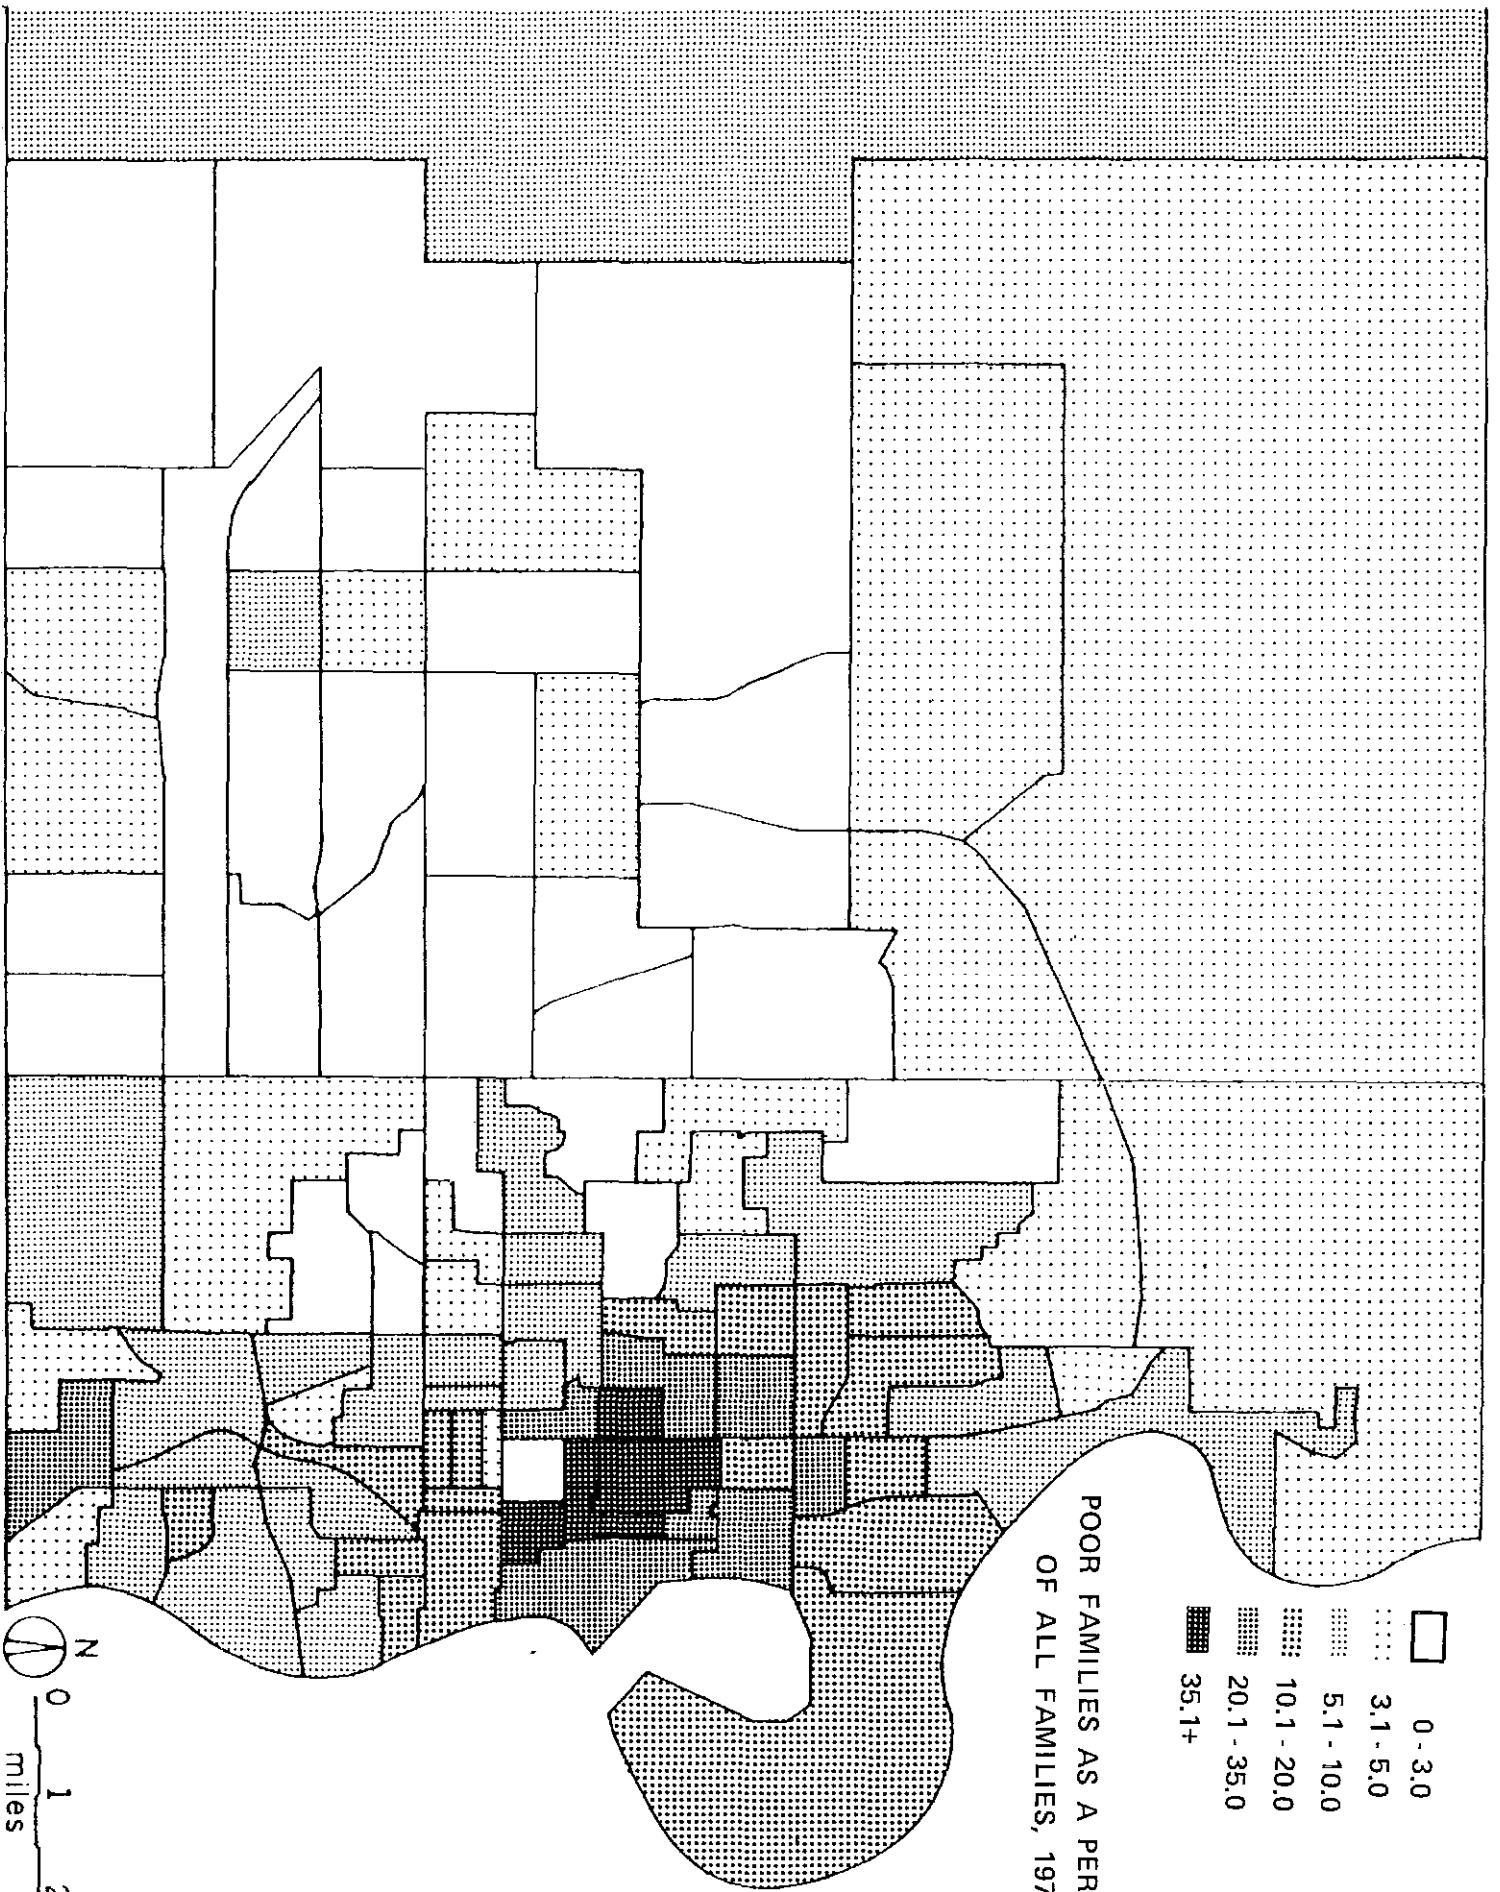 0 - 3.0
3.1 - 5.0
5.1 - 10.0
10.1 - 20.0
20.1 - 35.0
35.1+
POOR FAMILIES AS A PER
OF ALL FAMILIES, 197
N
0 1 2
miles